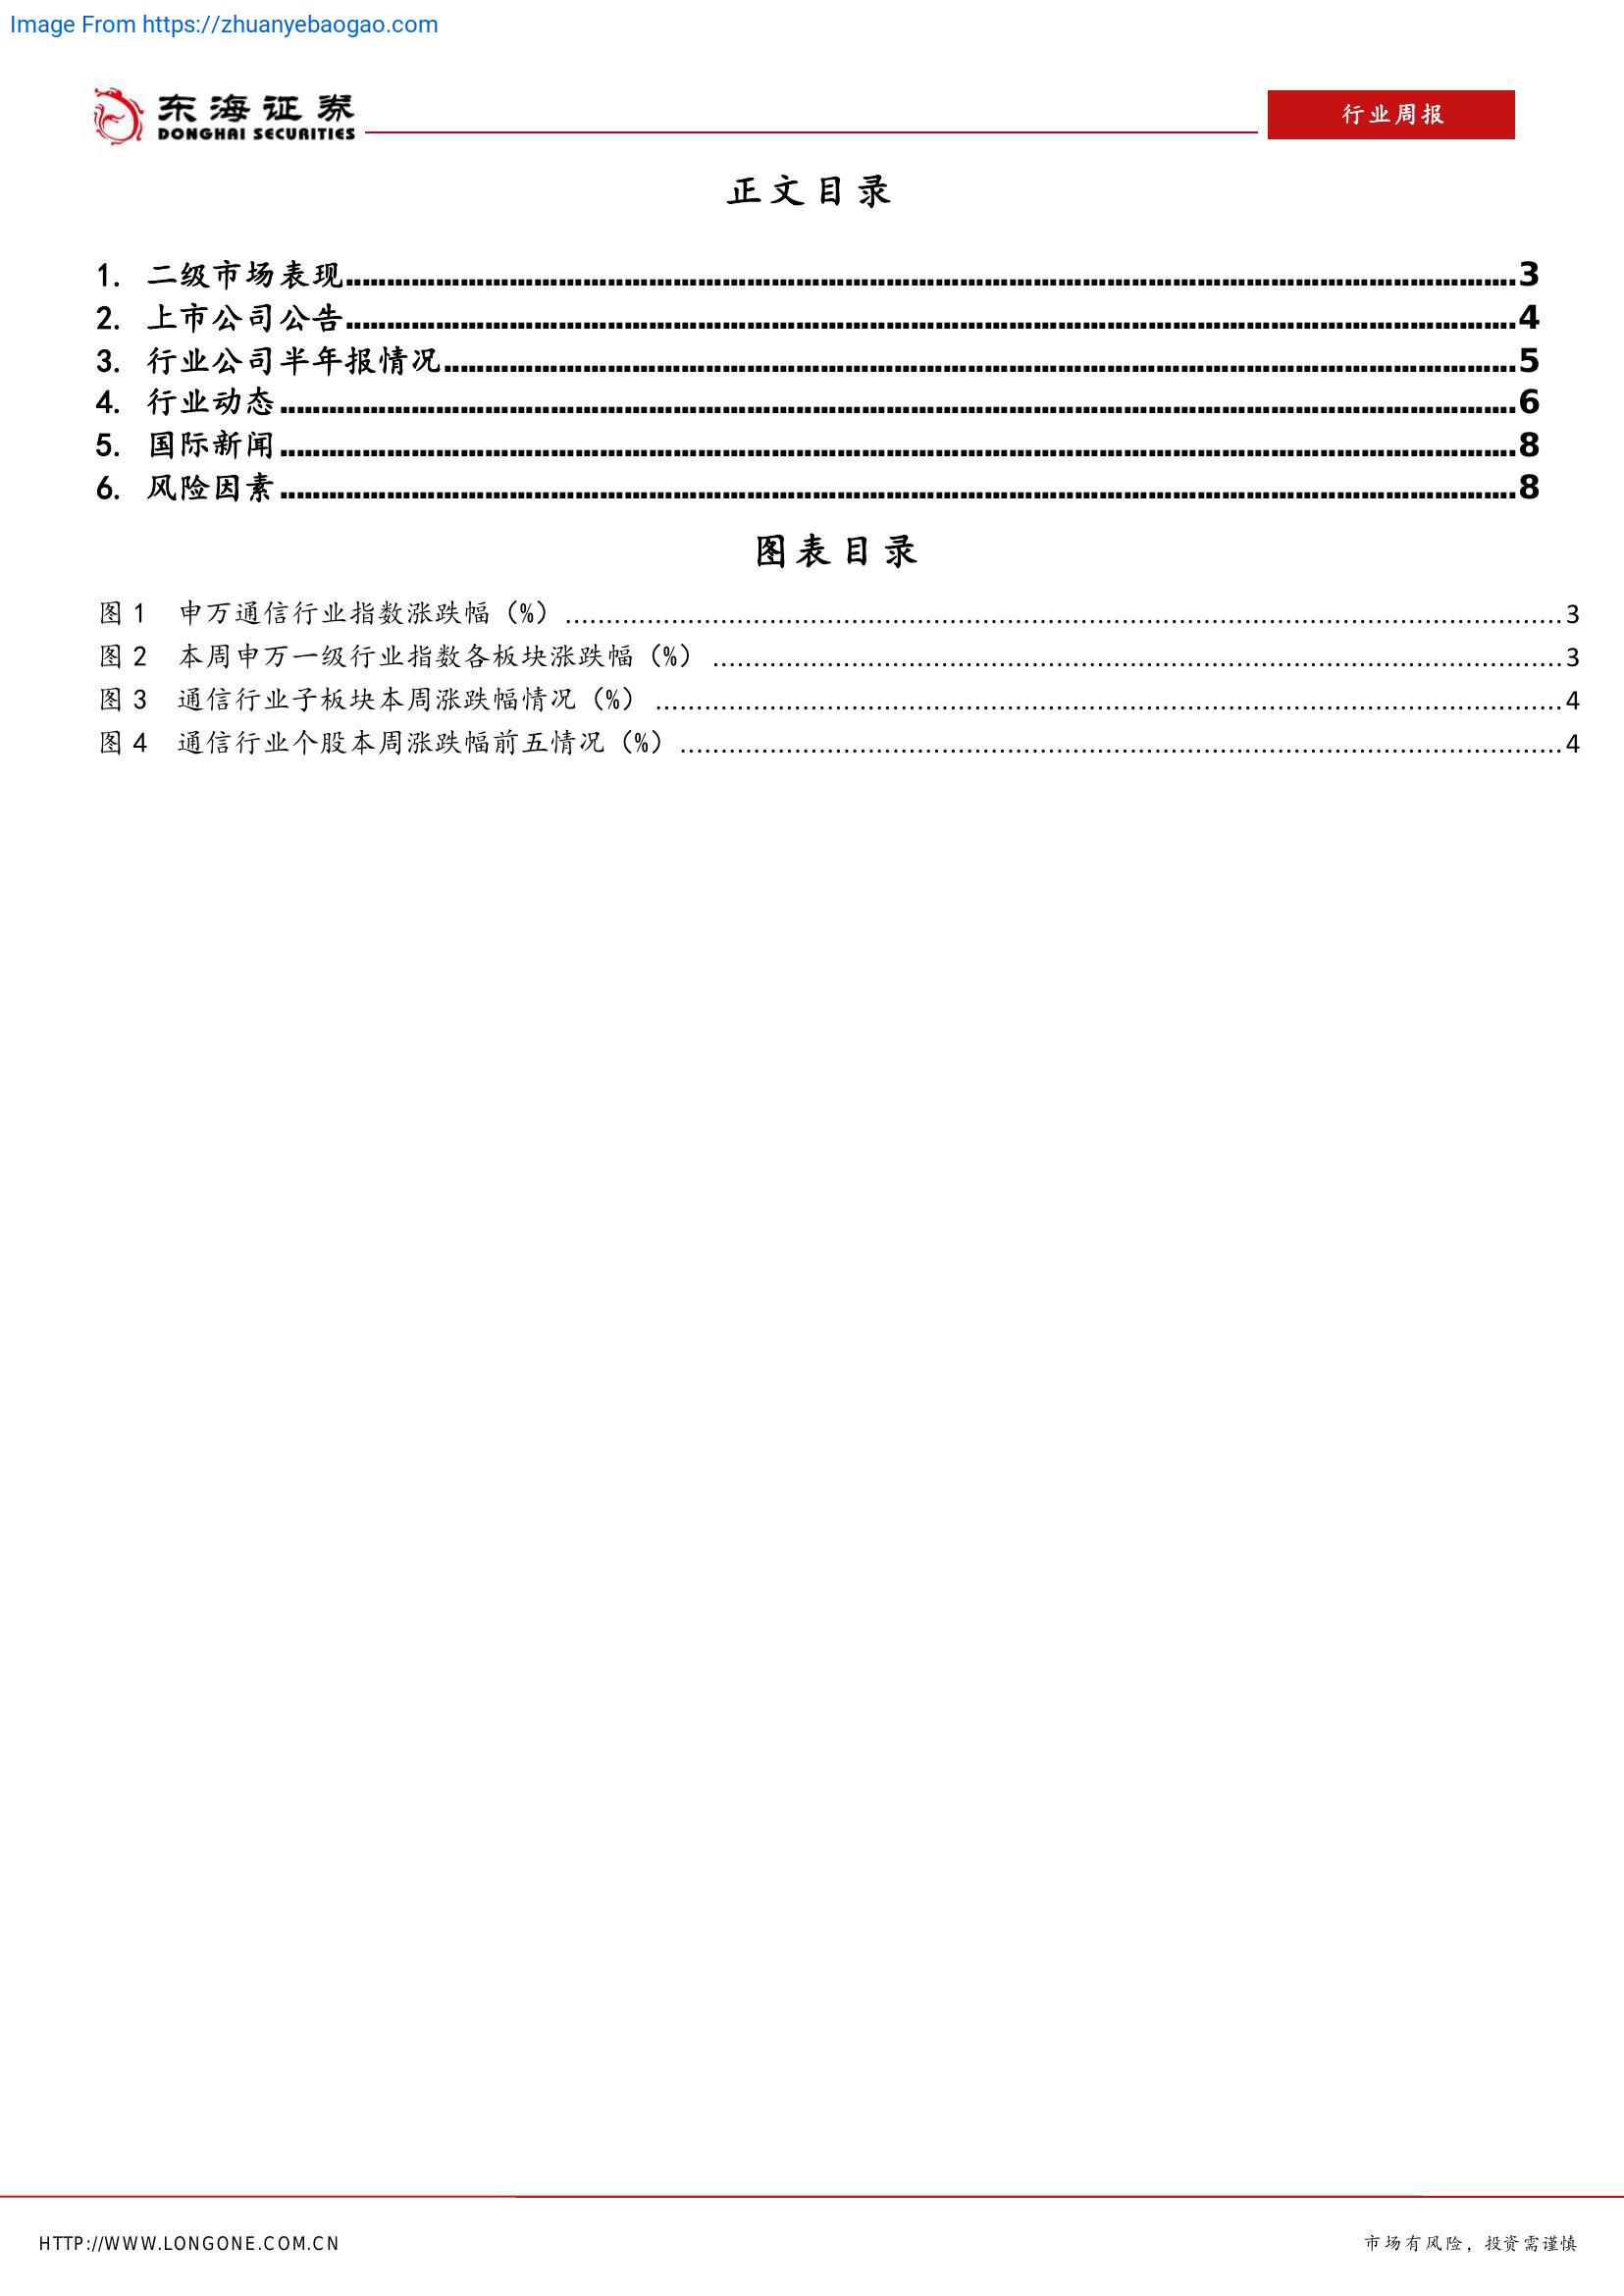 Image From https://zhuanyebaogao.com
东海证券
DONGHAI SECURITIES
行业周报
正文目录
1. 二级市场表现........................................3
2. 上市公司公告........................................4
3. 行业公司半年报情况........................................5
4. 行业动态........................................6
5. 国际新闻........................................8
6. 风险因素........................................8
图表目录
图 1 申万通信行业指数涨跌幅（%）........................................3
图 2 本周申万一级行业指数各板块涨跌幅（%）........................................3
图 3 通信行业子板块本周涨跌幅情况（%）........................................4
图 4 通信行业个股本周涨跌幅前五情况（%）........................................4
HTTP://WWW.LONGONE.COM.CN
市场有风险，投资需谨慎